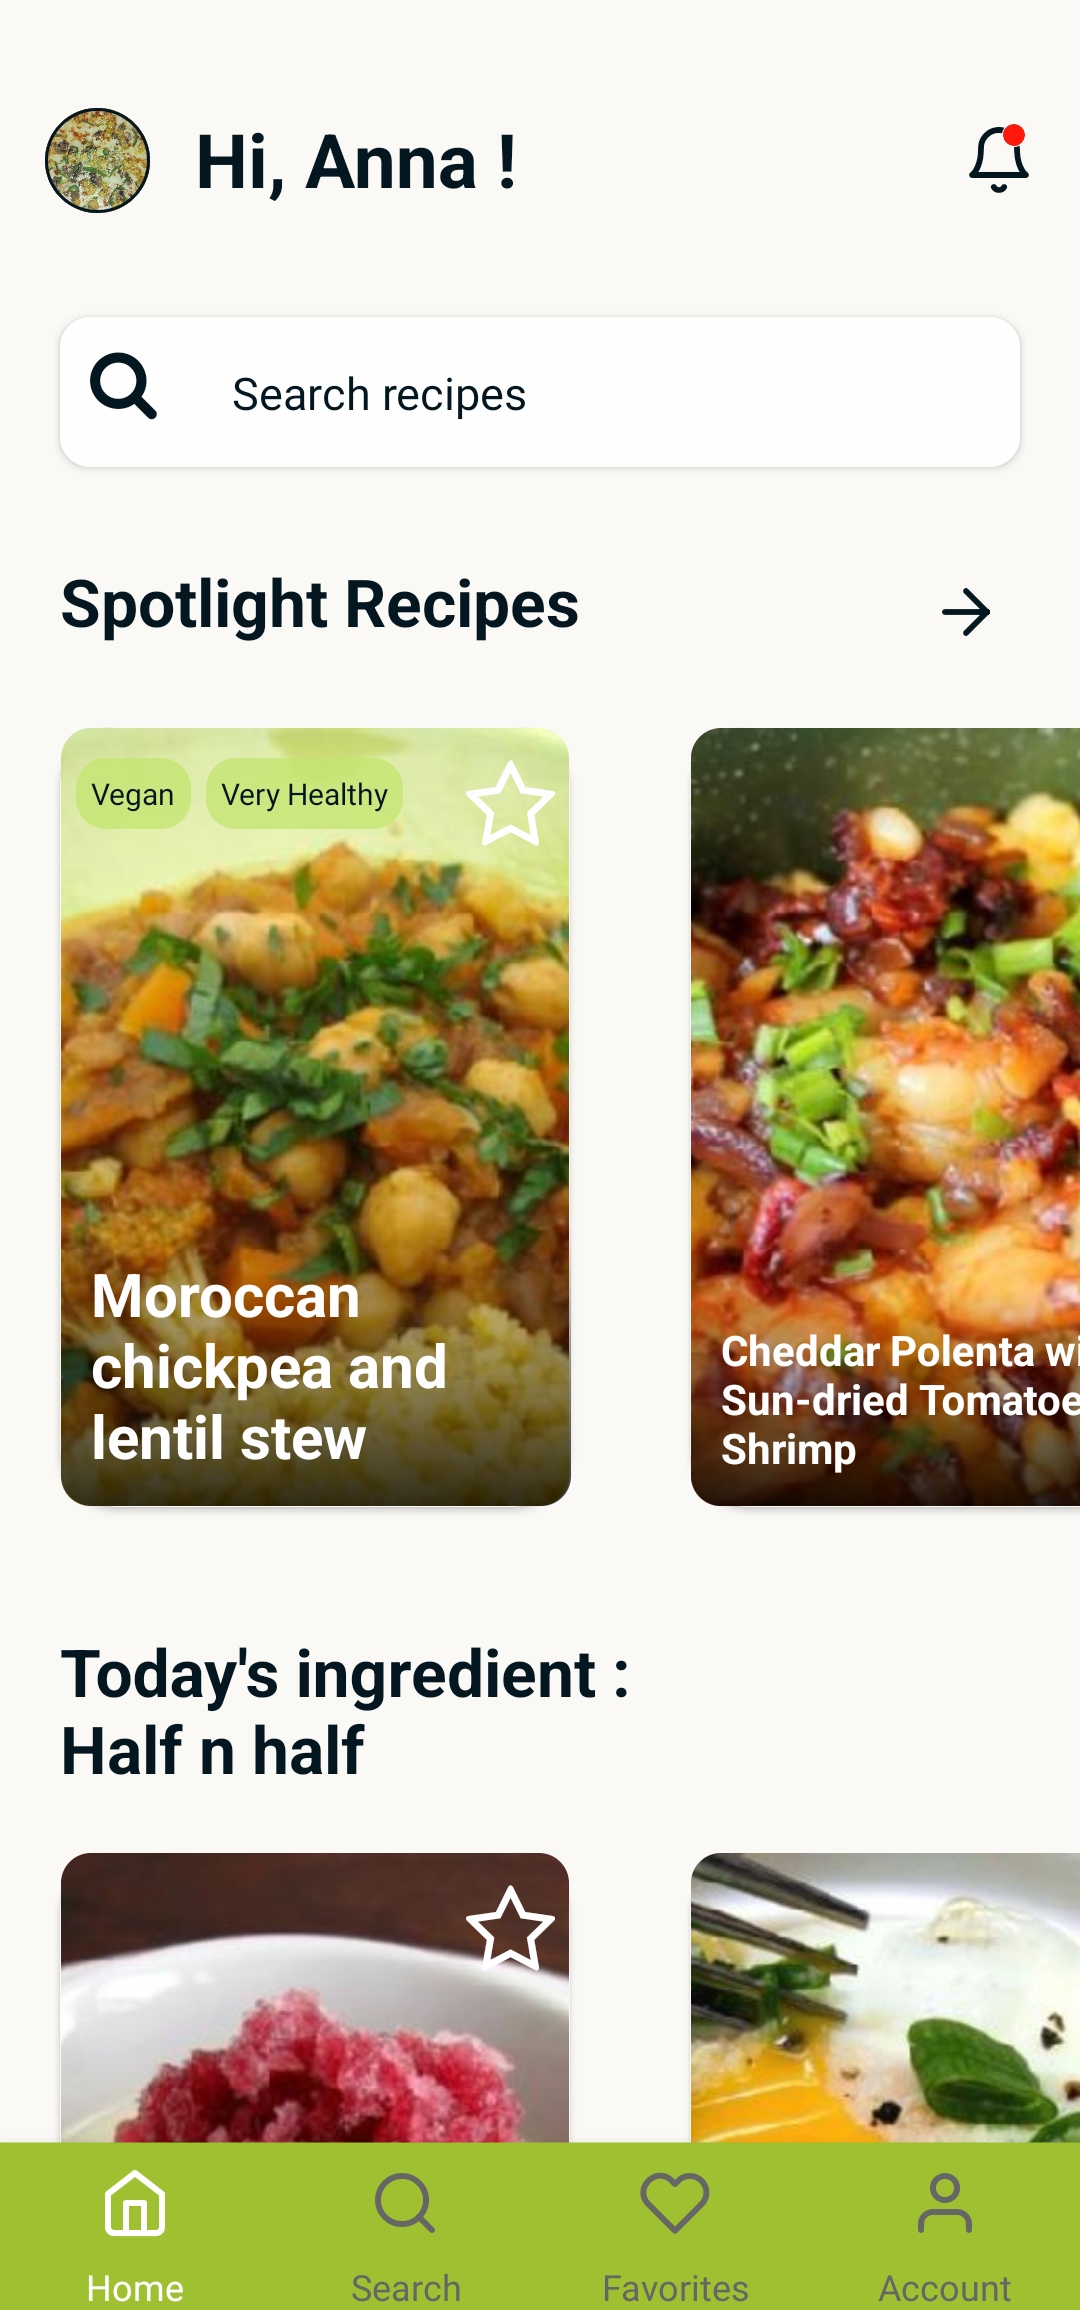 Hi, Anna !
Search recipes
Spotlight Recipes
Vegan
Very Healthy
Moroccan
chickpea and
lentil stew
Cheddar Polenta wi
Sun-dried Tomatoe
Shrimp
Today's ingredient :
Half n half
Home
Search
Favorites
Account